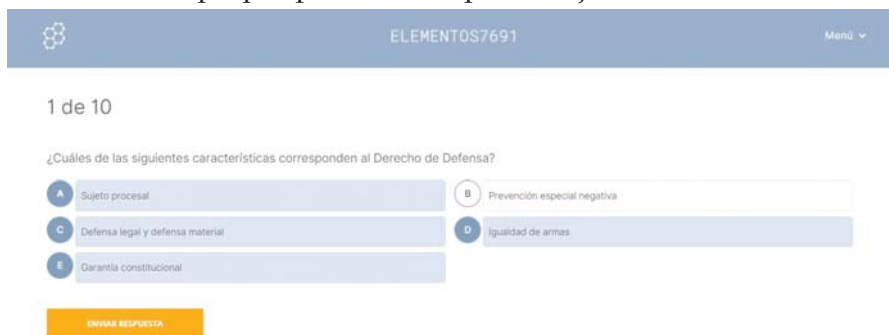 ELEMENTOS7691
Menú
1 de 10
¿Cuáles de las siguientes características corresponden al Derecho de Defensa?
A Sujeto procesal
B Prevención especial negativa
C Defensa legal y defensa material
D Igualdad de armas
E Garantía constitucional
ENVIAR RESPUESTA